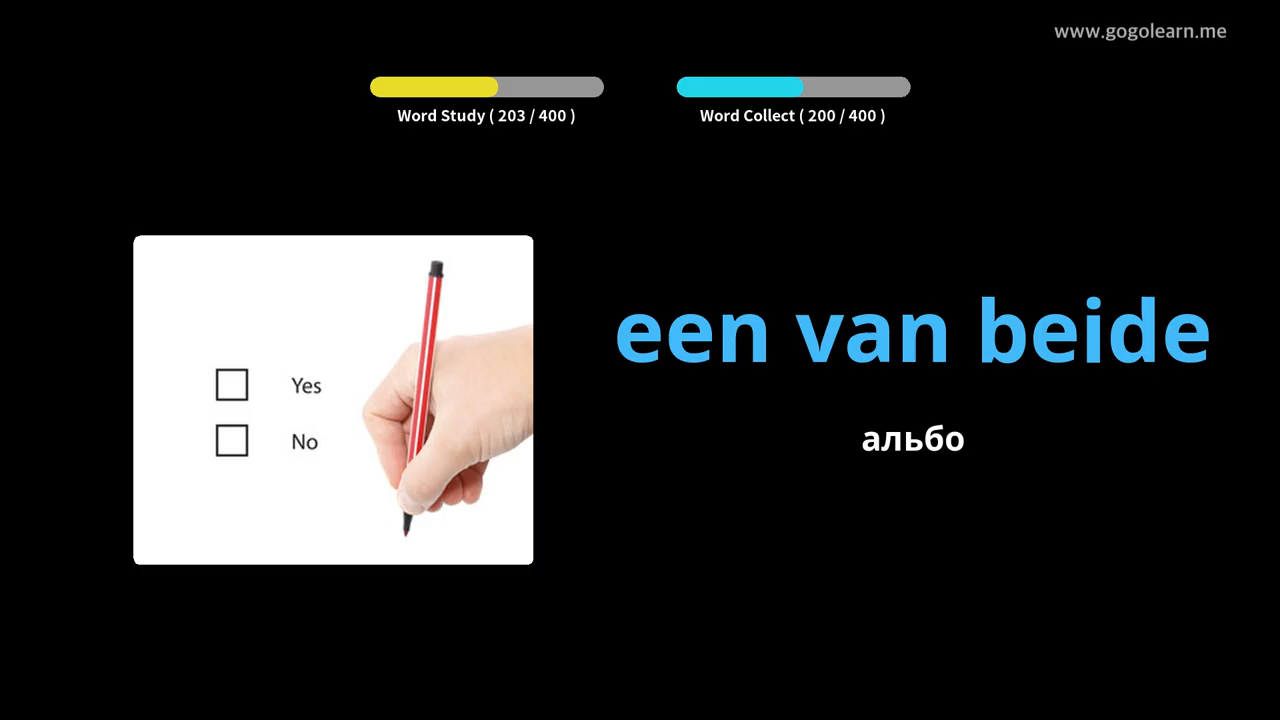 www.gogolearn.me
Word Study ( 203 / 400 )
Word Collect ( 200 / 400 )
Yes
No
een van beide
альбо